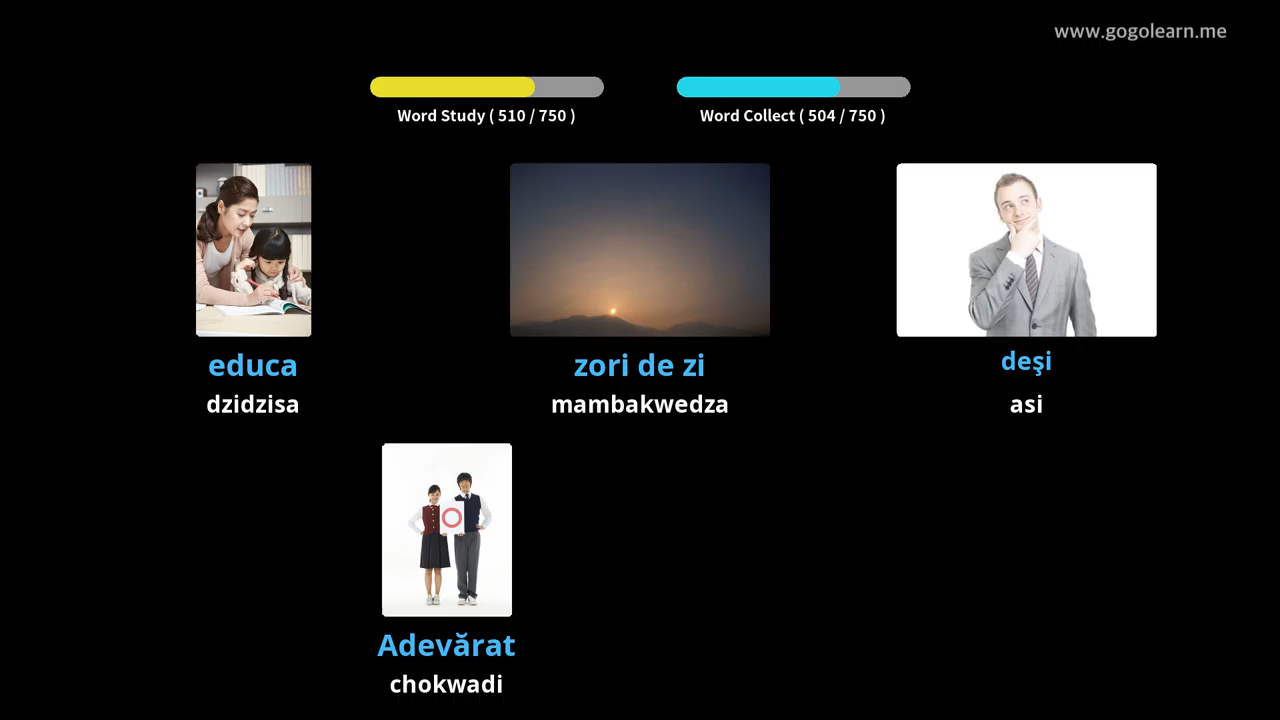 www.gogolearn.me
Word Study ( 510 / 750 )
Word Collect ( 504 / 750 )
educa
dzidzisa
zori de zi
mambakwedza
deşi
asi
Adevărat
chokwadi